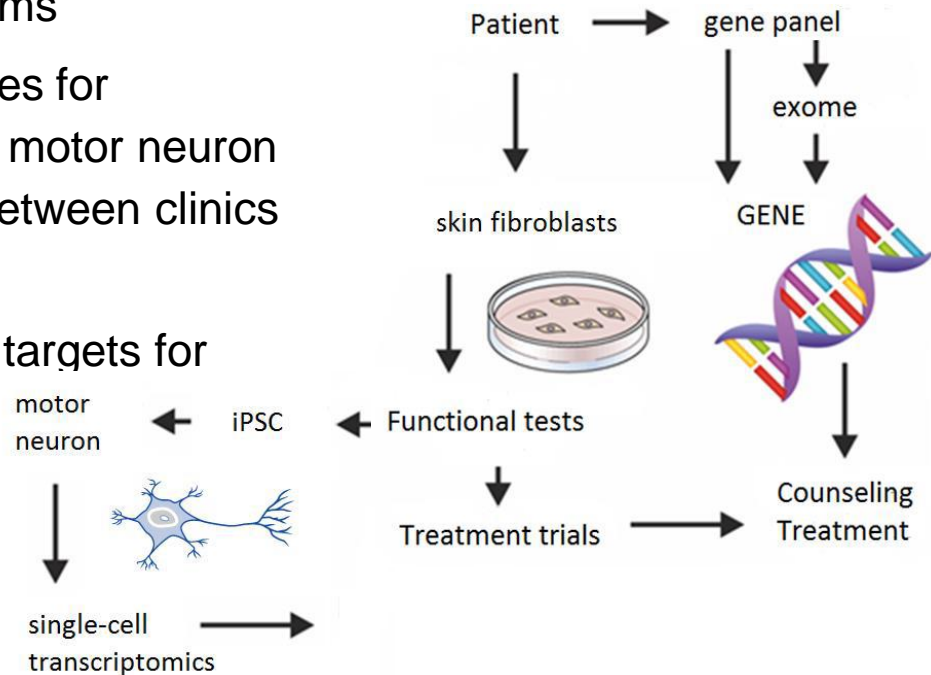 ms
es for
motor neuron
etween clinics
targets for
Patient
gene panel
exome
skin fibroblasts
GENE
motor
neuron
iPSC
Functional tests
Treatment trials
Counseling
Treatment
single-cell
transcriptomics